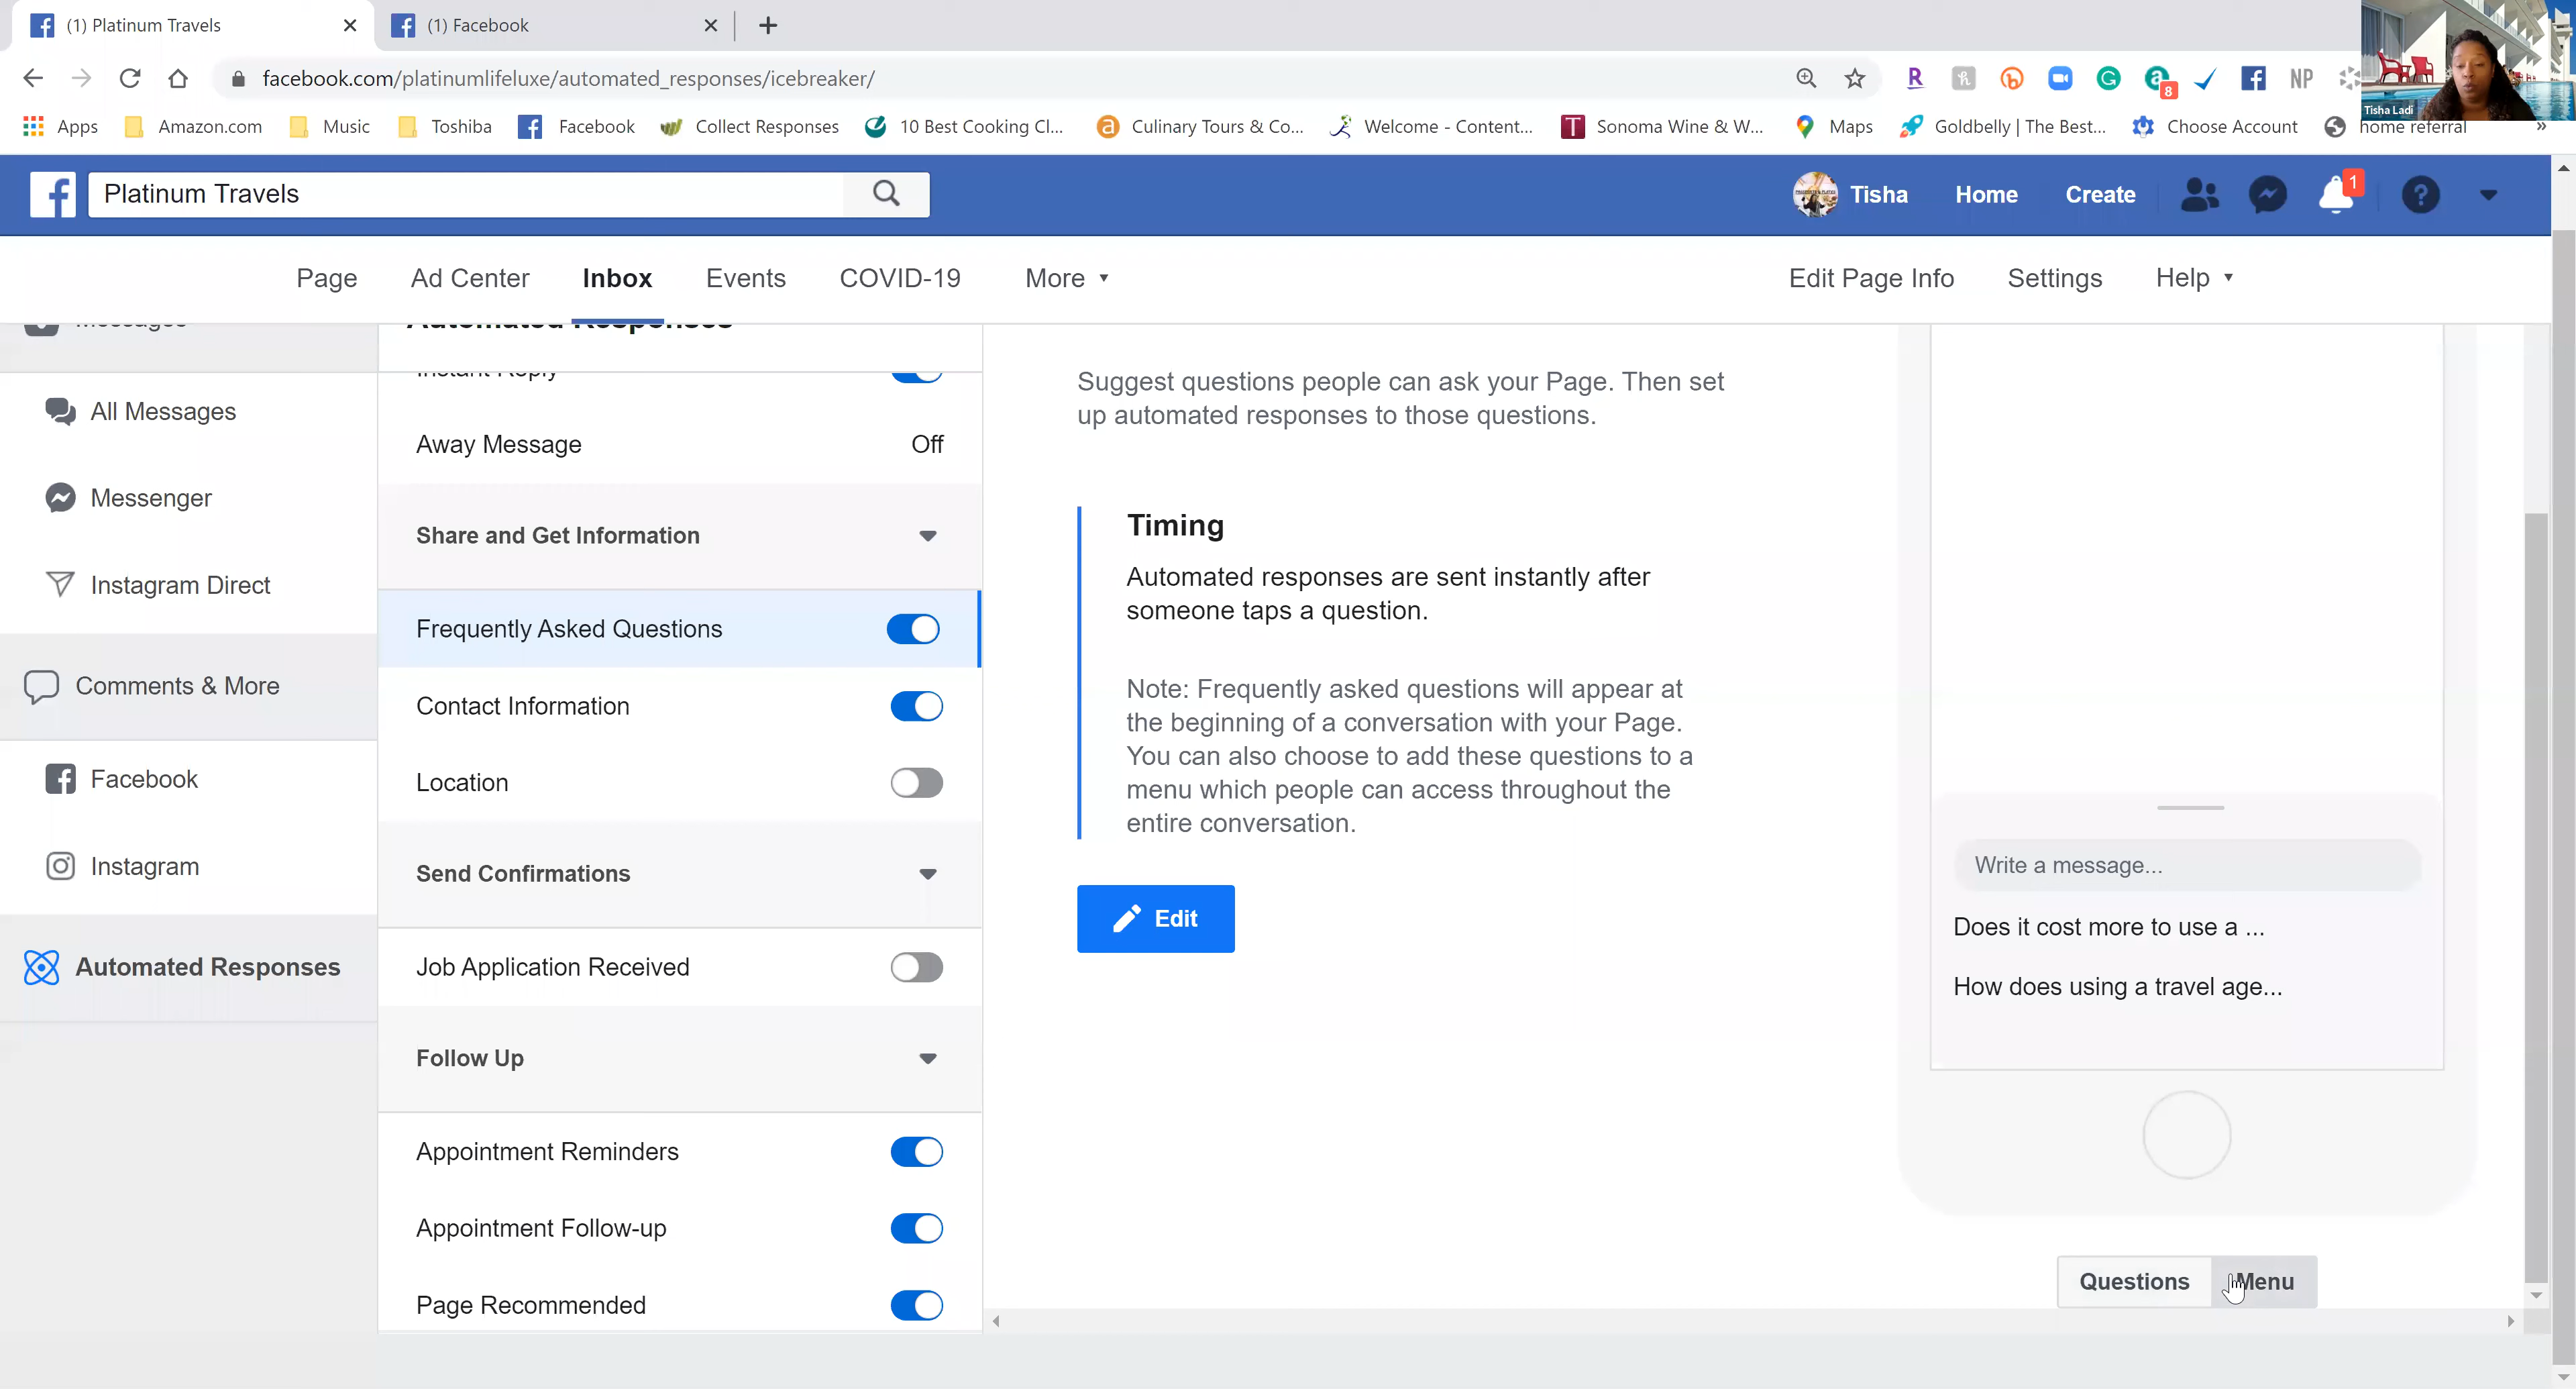 (1) Platinum Travels
(1) Facebook
facebook.com/platinumlifeluxe/automated_responses/icebreaker/
R
h
G
a
8
NP
Tisha Ladi
Apps
Amazon.com
Music
Toshiba
Facebook
Collect Responses
10 Best Cooking Cl...
Culinary Tours & Co...
Welcome - Content...
T
Sonoma Wine & W...
Maps
Goldbelly | The Best...
Choose Account
home referral
»
Platinum Travels
Tisha
Home
Create
1
?
Page
Ad Center
Inbox
Events
COVID-19
More
Edit Page Info
Settings
Help
Messages
All Messages
Messenger
Instagram Direct
Comments & More
Facebook
Instagram
Automated Responses
Automated Responses
Instant Reply
Away Message
Off
Share and Get Information
Frequently Asked Questions
Contact Information
Location
Send Confirmations
Job Application Received
Follow Up
Appointment Reminders
Appointment Follow-up
Page Recommended
Suggest questions people can ask your Page. Then set
up automated responses to those questions.
Timing
Automated responses are sent instantly after
someone taps a question.
Note: Frequently asked questions will appear at
the beginning of a conversation with your Page.
You can also choose to add these questions to a
menu which people can access throughout the
entire conversation.
Edit
Write a message...
Does it cost more to use a ...
How does using a travel age...
Questions
Menu